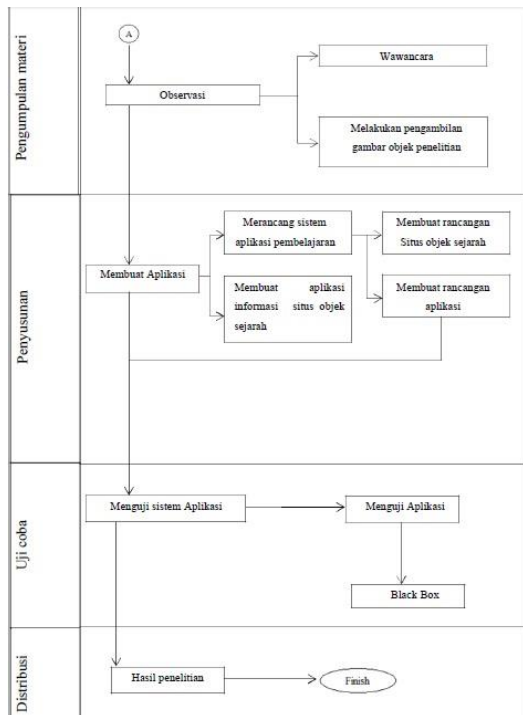 Pengumpulan materi
A
Observasi
Wawancara
Melakukan pengambilan
gambar objek penelitian
Penyusunan
Membuat Aplikasi
Merancang sistem
aplikasi pembelajaran
Membuat aplikasi
informasi situs objek
sejarah
Membuat rancangan
Situs objek sejarah
Membuat rancangan
aplikasi
Uji coba
Menguji sistem Aplikasi
Menguji Aplikasi
Black Box
Distribusi
Hasil penelitian
Finish